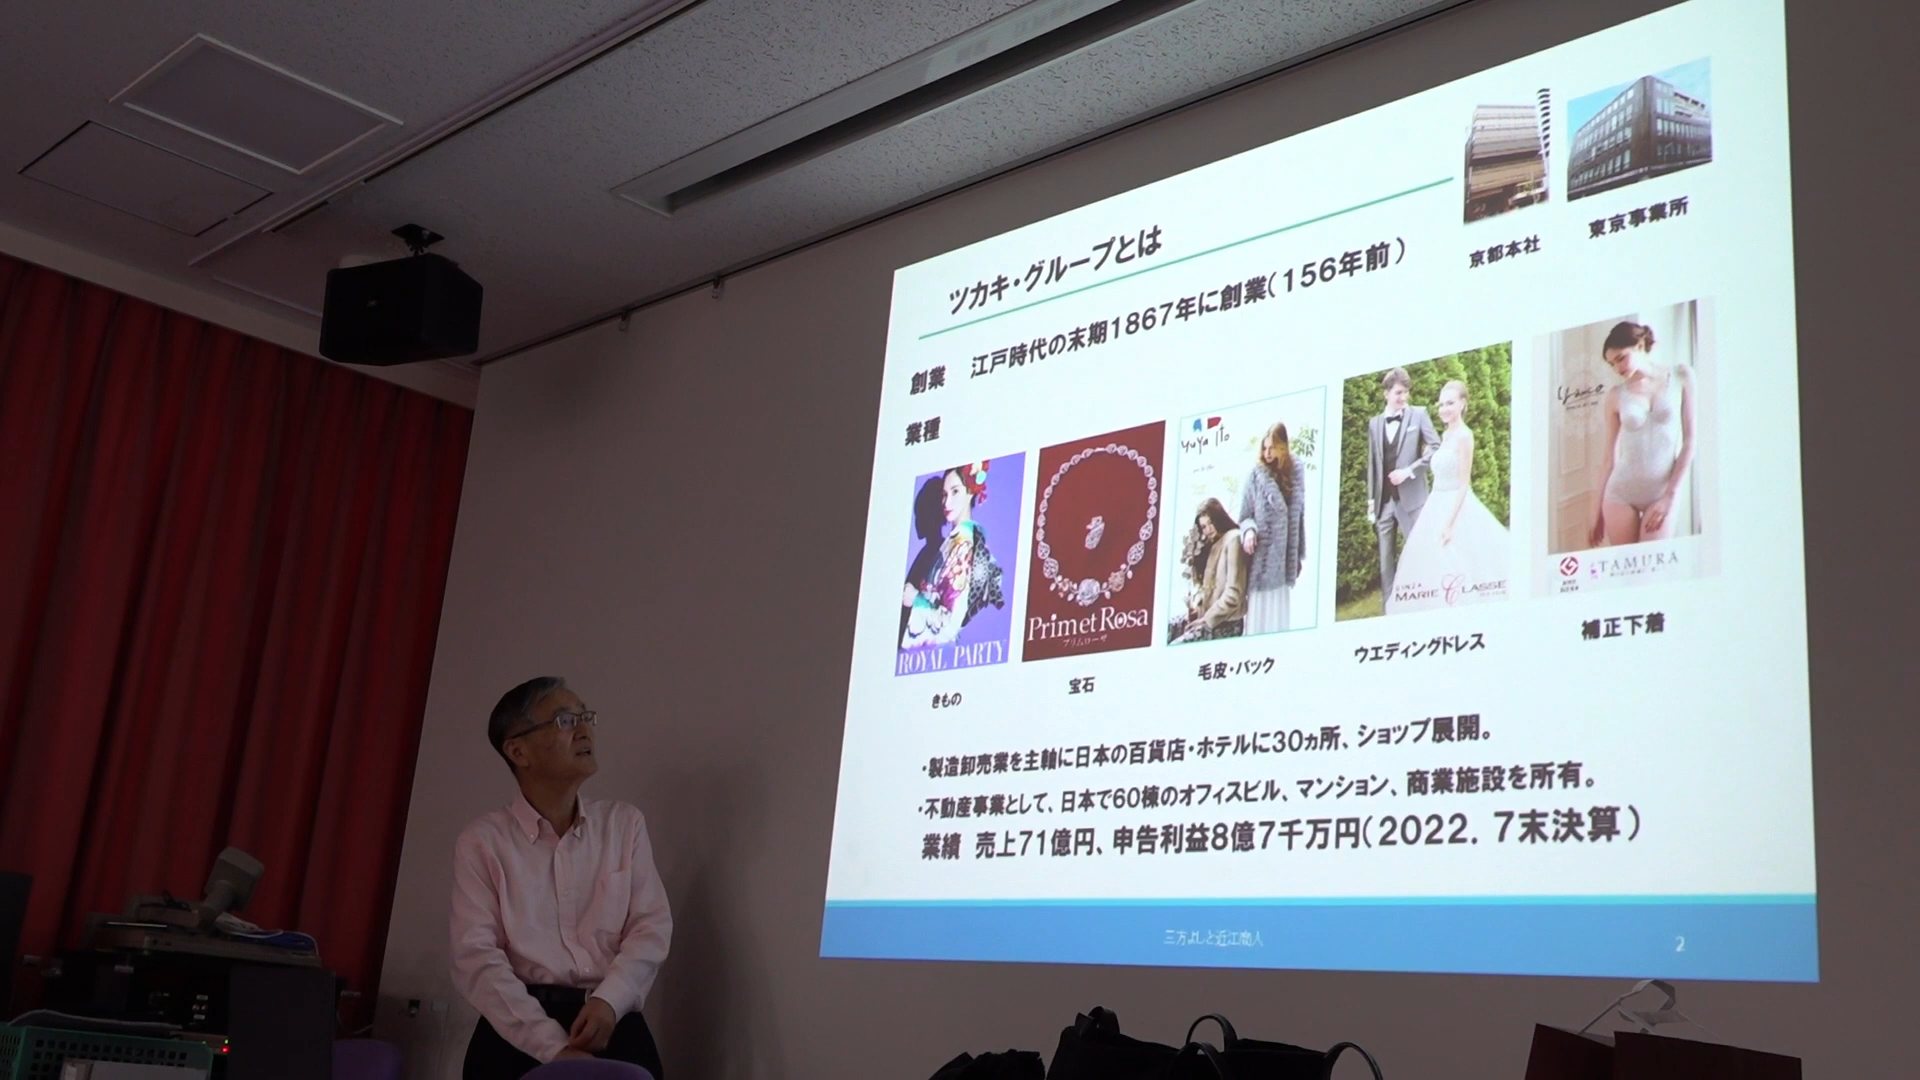 ツカキ・グループとは
京都本社
東京事業所
創業 江戸時代の末期1867年に創業(156年前)
業種
ROYAL PARTY
きもの
Prim et Rosa
プリムローザ
宝石
yuya ito
毛皮・バック
GINZA
MARIE CLASSE
ウエディングドレス
TAMURA
補正下着
・製造卸売業を主軸に日本の百貨店・ホテルに30ヵ所、ショップ展開。
・不動産事業として、日本で60棟のオフィスビル、マンション、商業施設を所有。
業績 売上71億円、申告利益8億7千万円(2022.7末決算)
三方よしと近江商人
2